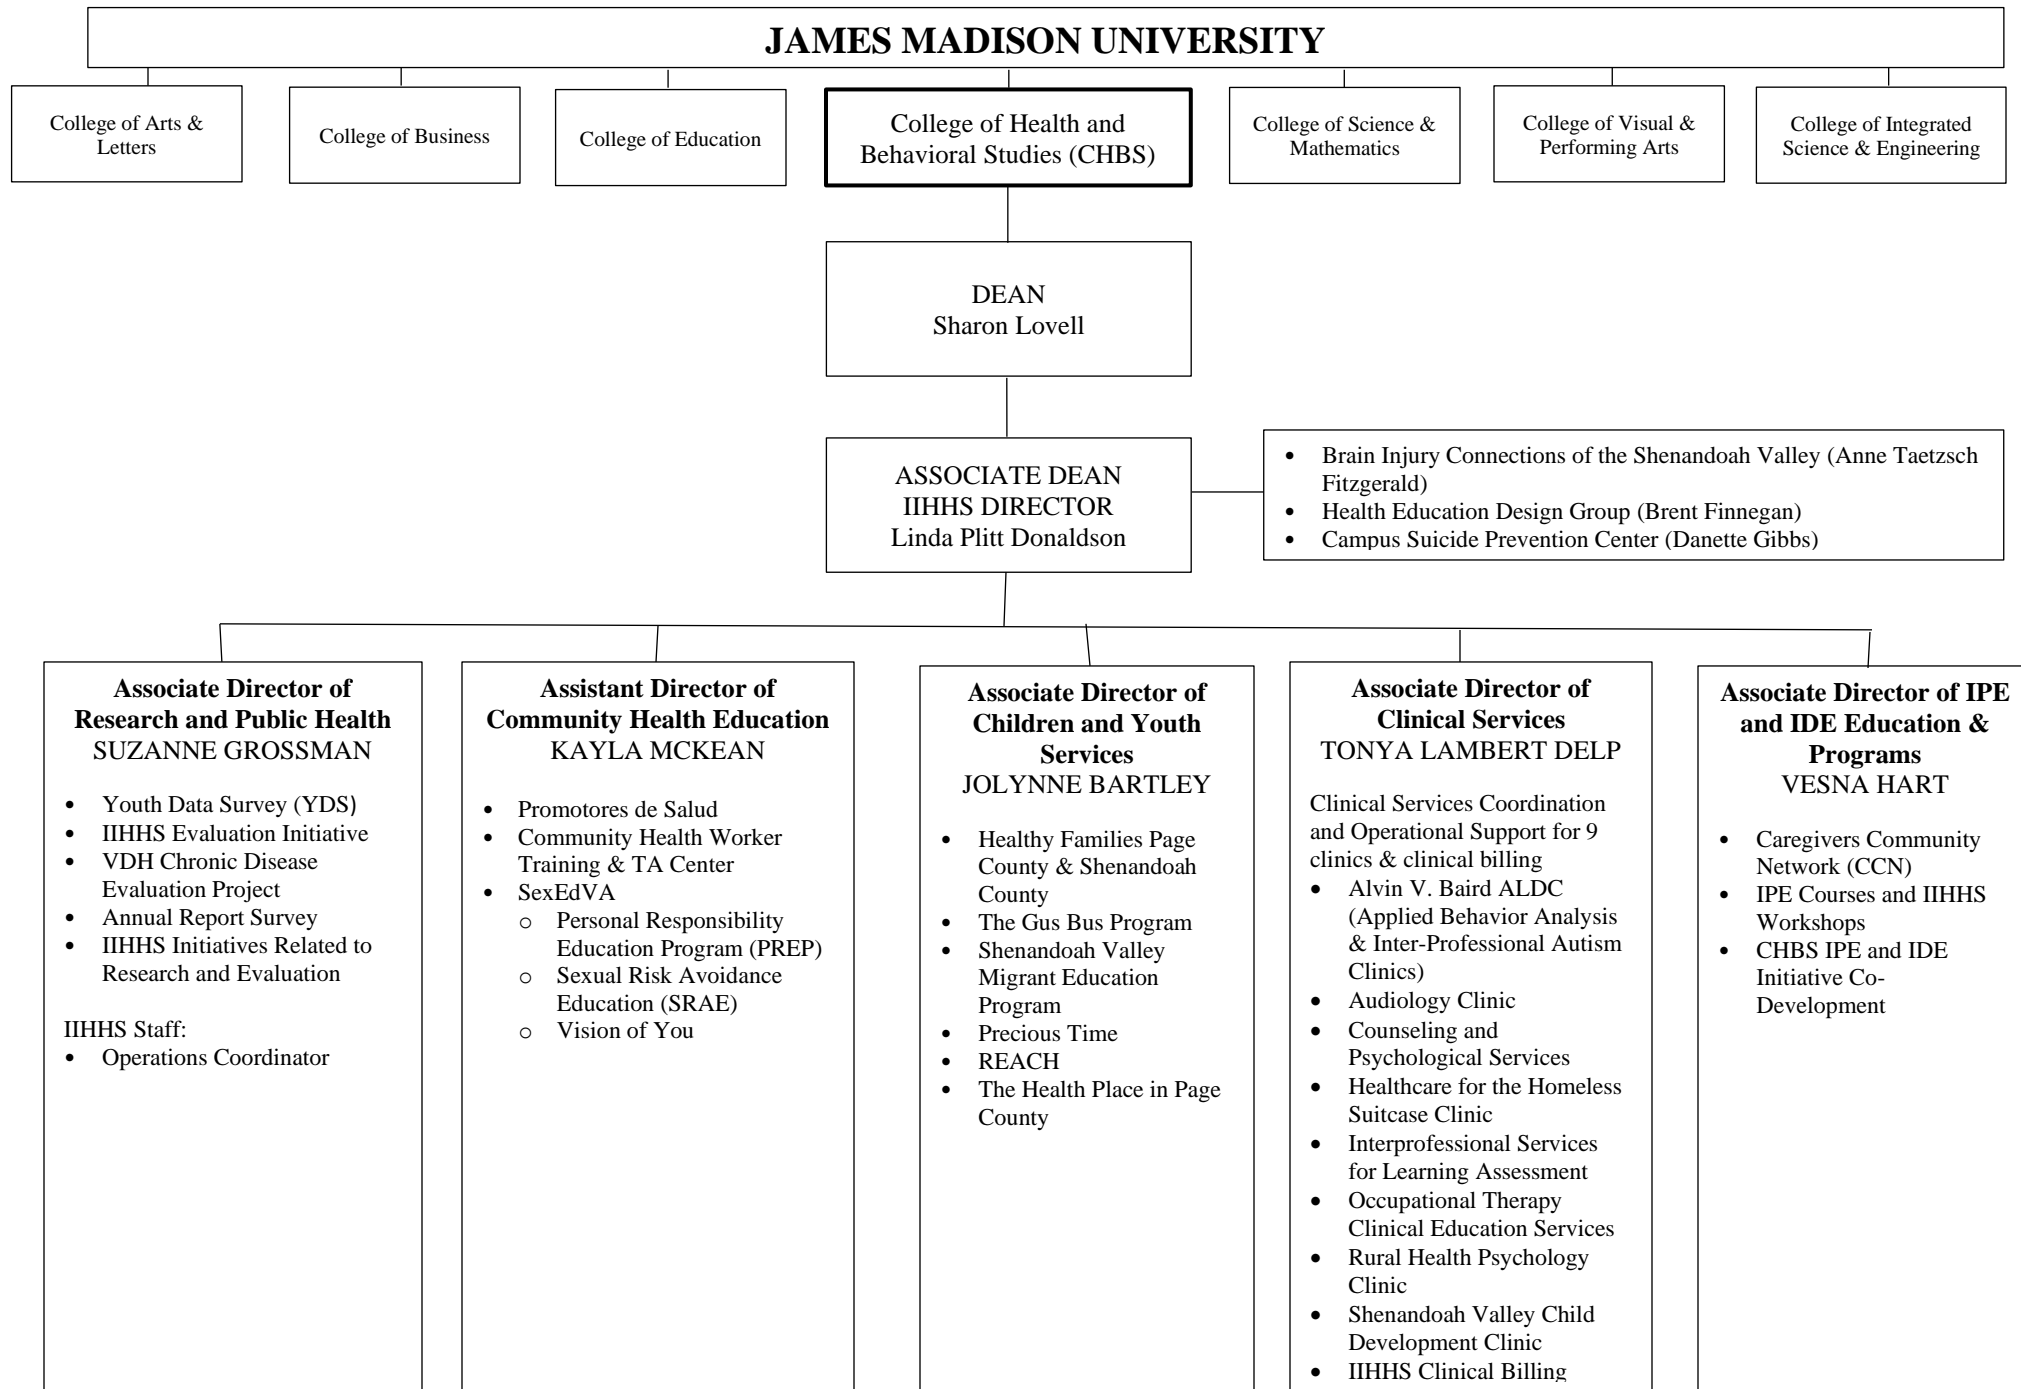 JAMES MADISON UNIVERSITY
College of Arts &
Letters
College of Business
College of Education
College of Health and
Behavioral Studies (CHBS)
College of Science &
Mathematics
College of Visual &
Performing Arts
College of Integrated
Science & Engineering
DEAN
Sharon Lovell
ASSOCIATE DEAN
IIHHS DIRECTOR
Linda Plitt Donaldson
• Brain Injury Connections of the Shenandoah Valley (Anne Taetzsch
Fitzgerald)
• Health Education Design Group (Brent Finnegan)
• Campus Suicide Prevention Center (Danette Gibbs)
Associate Director of
Research and Public Health
SUZANNE GROSSMAN
• Youth Data Survey (YDS)
• IIHHS Evaluation Initiative
• VDH Chronic Disease
Evaluation Project
• Annual Report Survey
• IIHHS Initiatives Related to
Research and Evaluation
IIHHS Staff:
• Operations Coordinator
Assistant Director of
Community Health Education
KAYLA MCKEAN
• Promotores de Salud
• Community Health Worker
Training & TA Center
• SexEdVA
o Personal Responsibility
Education Program (PREP)
o Sexual Risk Avoidance
Education (SRAE)
o Vision of You
Associate Director of
Children and Youth
Services
JOLYNNE BARTLEY
• Healthy Families Page
County & Shenandoah
County
• The Gus Bus Program
• Shenandoah Valley
Migrant Education
Program
• Precious Time
• REACH
• The Health Place in Page
County
Associate Director of
Clinical Services
TONYA LAMBERT DELP
Clinical Services Coordination
and Operational Support for 9
clinics & clinical billing
• Alvin V. Baird ALDC
(Applied Behavior Analysis
& Inter-Professional Autism
Clinics)
• Audiology Clinic
• Counseling and
Psychological Services
• Healthcare for the Homeless
Suitcase Clinic
• Interprofessional Services
for Learning Assessment
• Occupational Therapy
Clinical Education Services
• Rural Health Psychology
Clinic
• Shenandoah Valley Child
Development Clinic
• IIHHS Clinical Billing
Associate Director of IPE
and IDE Education &
Programs
VESNA HART
• Caregivers Community
Network (CCN)
• IPE Courses and IIHHS
Workshops
• CHBS IPE and IDE
Initiative Co-
Development